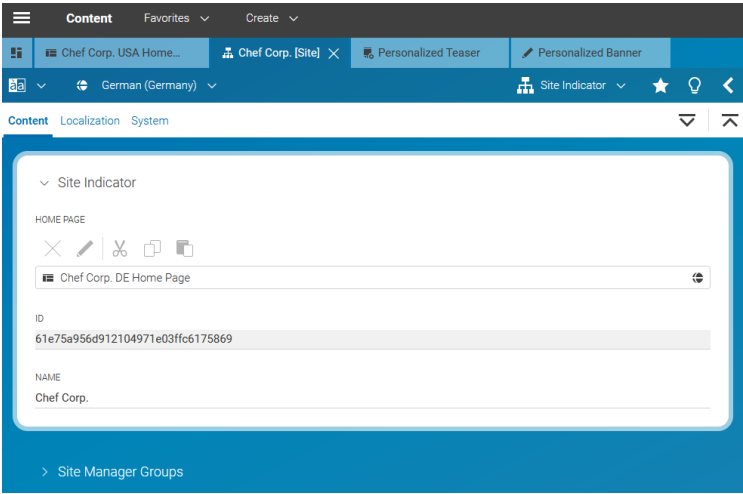 Content Favorites Create
Chef Corp. USA Home... Chef Corp. [Site] Personalized Teaser Personalized Banner
àa German (Germany) Site Indicator
Content Localization System
Site Indicator
HOME PAGE
Chef Corp. DE Home Page
ID
61e75a956d912104971e03ffc6175869
NAME
Chef Corp.
Site Manager Groups